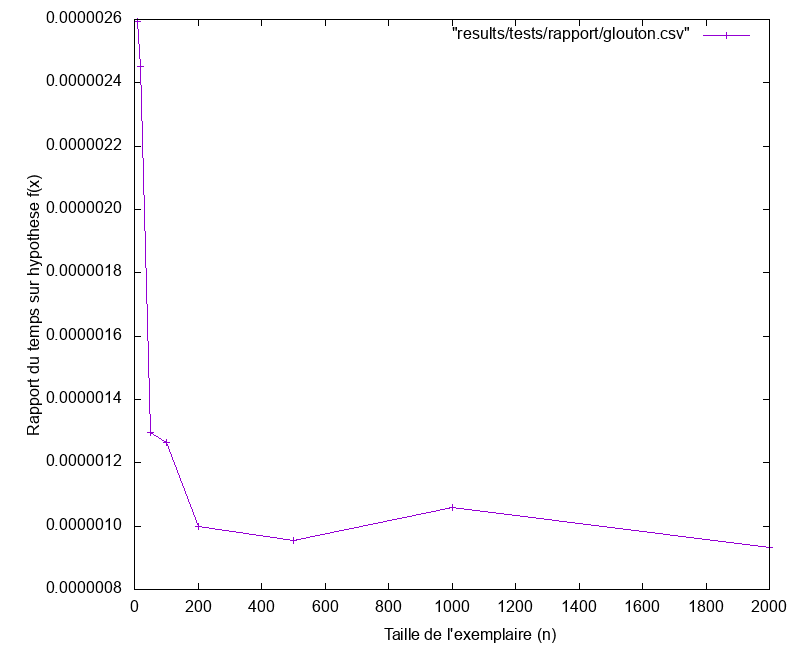 "results/tests/rapport/glouton.csv"
0.0000026
0.0000024
0.0000022
0.0000020
0.0000018
0.0000016
0.0000014
0.0000012
0.0000010
0.0000008
Rapport du temps sur hypothese f(x)
0 200 400 600 800 1000 1200 1400 1600 1800 2000
Taille de l'exemplaire (n)